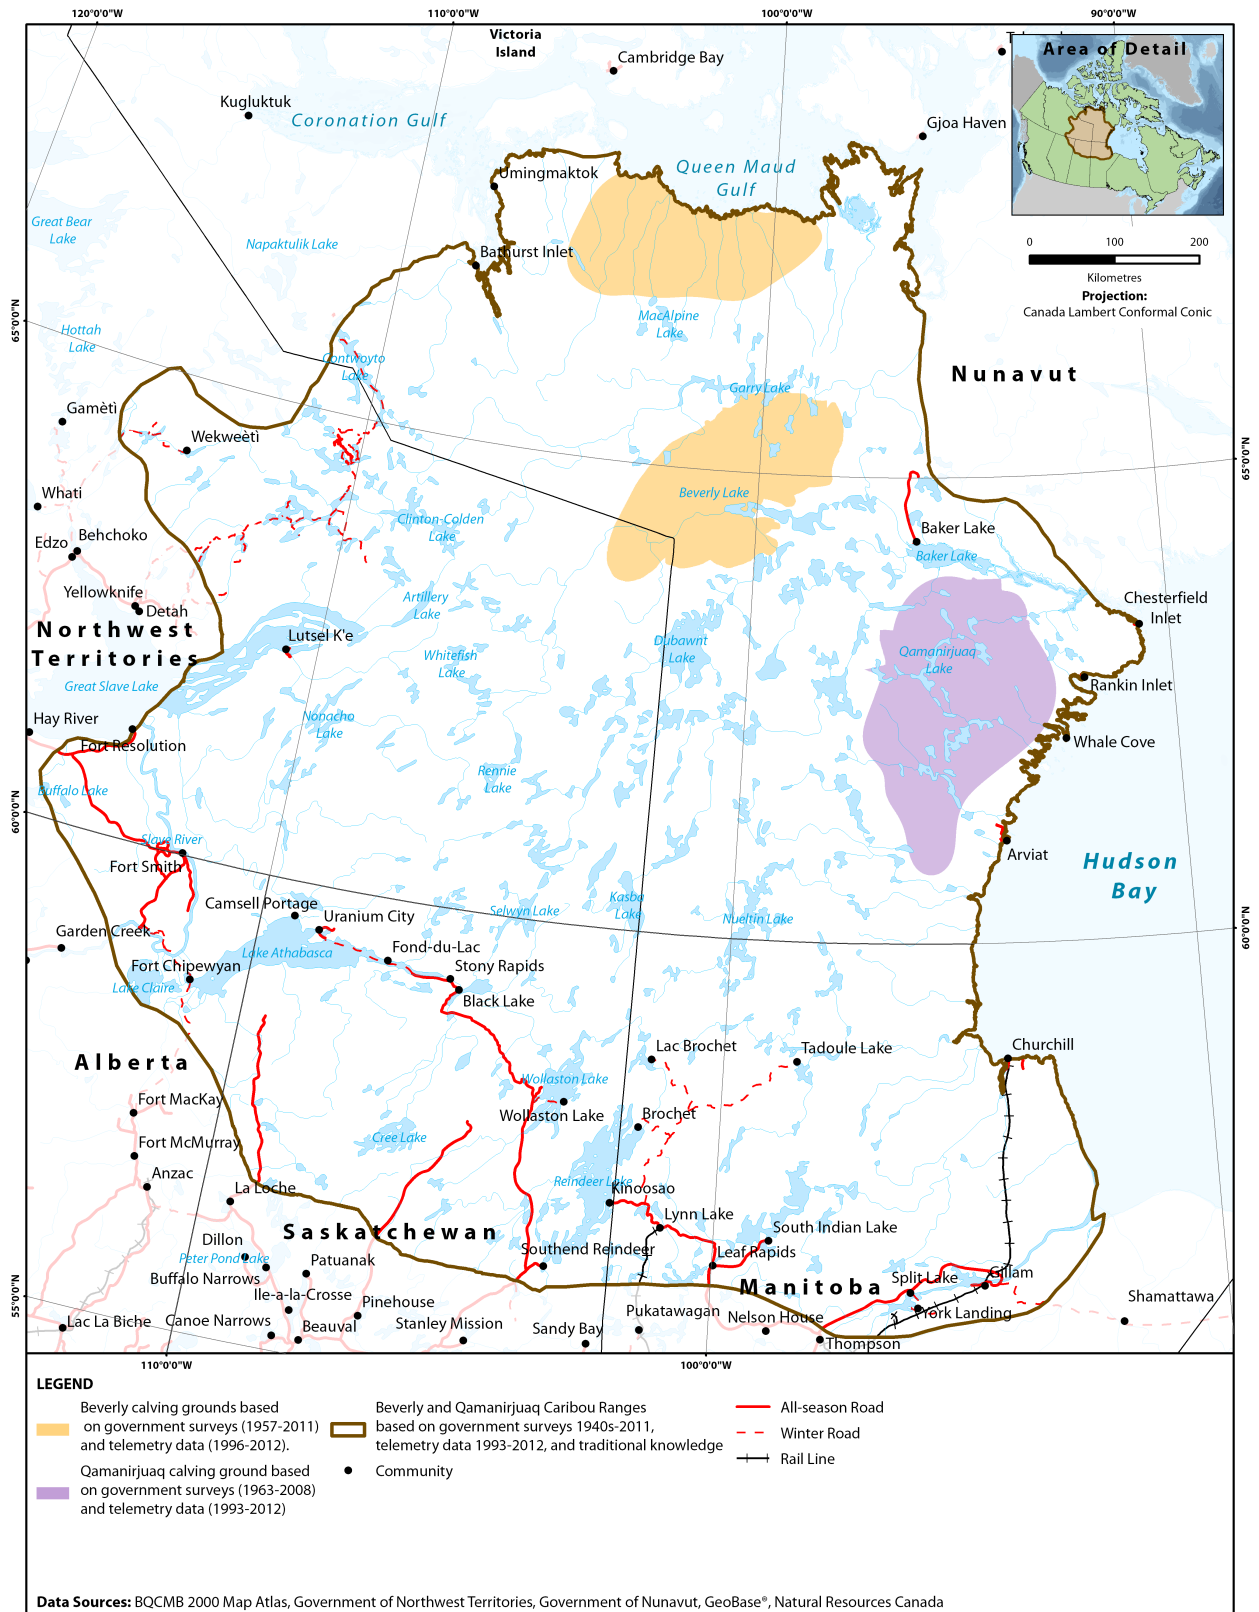 120°0'0"W
110°0'0"W
100°0'0"W
90°0'0"W
Victoria
Island
Cambridge Bay
T
Area of Detail
Kugluktuk
Coronation Gulf
Gjoa Haven
Umingmaktok
Queen Maud
Gulf
Great Bear
Lake
Napaktulik Lake
Bathurst Inlet
0
100
200
Kilometres
Projection:
Canada Lambert Conformal Conic
65°0'0"N
MacAlpine
Lake
Hottah
Lake
Contwoyto
Lake
Nunavut
Garry Lake
Gamètì
Wekweètì
65°0'0"N
Whati
Beverly Lake
Clinton-Colden
Lake
Baker Lake
Edzo
Behchoko
Baker Lake
Yellowknife
Detah
Artillery
Lake
Chesterfield
Inlet
Northwest
Territories
Lutsel K'e
Whitefish
Lake
Dubawnt
Lake
Qamanirjuaq
Lake
Great Slave Lake
Rankin Inlet
Hay River
Nonacho
Lake
Fort Resolution
Whale Cove
Rennie
Lake
Buffalo Lake
60°0'0"N
Slave River
Fort Smith
Arviat
Hudson
Bay
Camsell Portage
Uranium City
Selwyn Lake
Kasba
Lake
Nueltin Lake
60°0'0"N
Garden Creek
Lake Athabasca
Fond-du-Lac
Fort Chipewyan
Stony Rapids
Lake Claire
Black Lake
Alberta
Lac Brochet
Tadoule Lake
Churchill
Wollaston Lake
Fort MacKay
Wollaston Lake
Brochet
Fort McMurray
Cree Lake
Anzac
La Loche
Reindeer Lake
Kinoosao
Lynn Lake
Saskatchewan
South Indian Lake
Dillon
Peter Pond Lake
Patuanak
Southend Reindeer
Leaf Rapids
Buffalo Narrows
Manitoba
Split Lake
Gillam
55°0'0"N
Ile-a-la-Crosse
Pinehouse
Shamattawa
Lac La Biche
Canoe Narrows
Beauval
Stanley Mission
Sandy Bay
Pukatawagan
Nelson House
York Landing
Thompson
110°0'0"W
100°0'0"W
LEGEND
Beverly calving grounds based
on government surveys (1957-2011)
and telemetry data (1996-2012).
Qamanirjuaq calving ground based
on government surveys (1963-2008)
and telemetry data (1993-2012)
Beverly and Qamanirjuaq Caribou Ranges
based on government surveys 1940s-2011,
telemetry data 1993-2012, and traditional knowledge
Community
All-season Road
Winter Road
Rail Line
Data Sources: BQCMB 2000 Map Atlas, Government of Northwest Territories, Government of Nunavut, GeoBase®, Natural Resources Canada